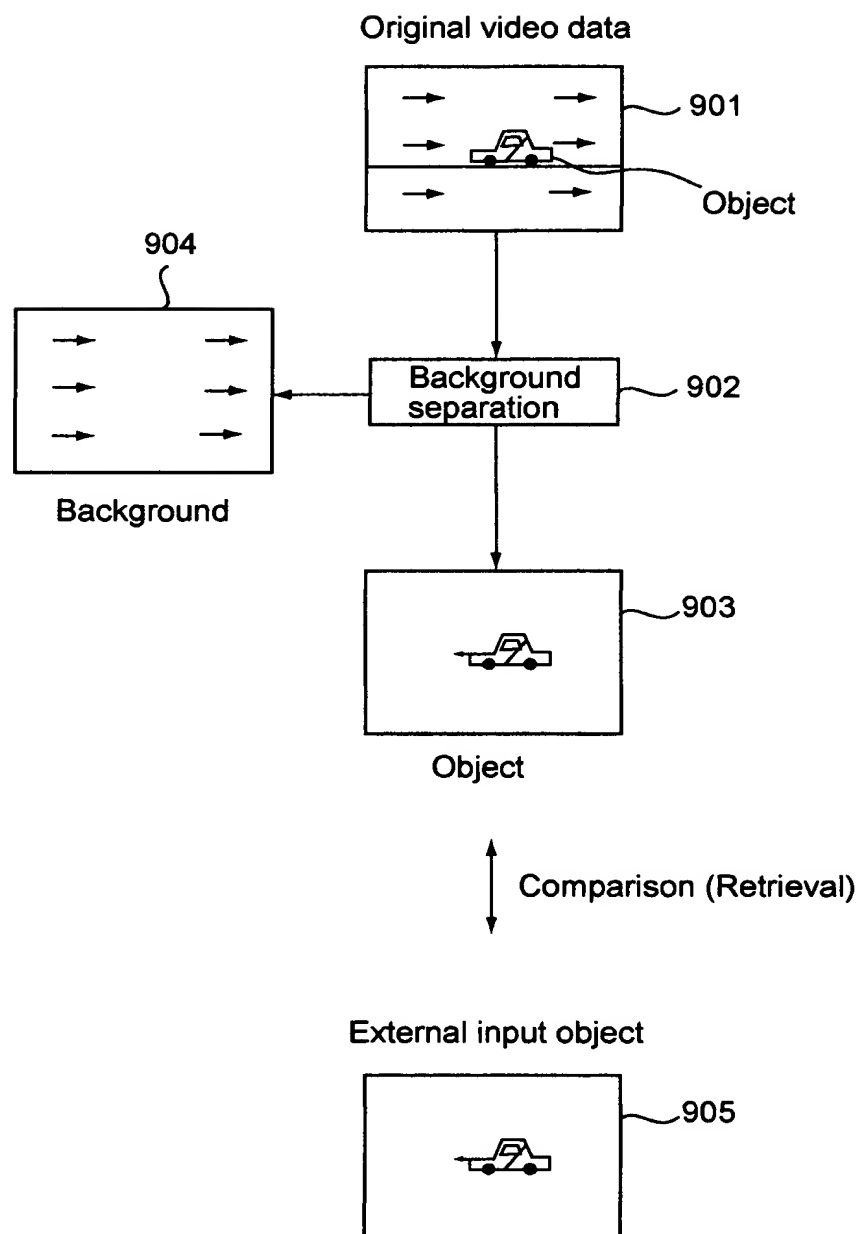 Original video data
901
Object
904
Background
separation
902
Background
903
Object
Comparison (Retrieval)
External input object
905